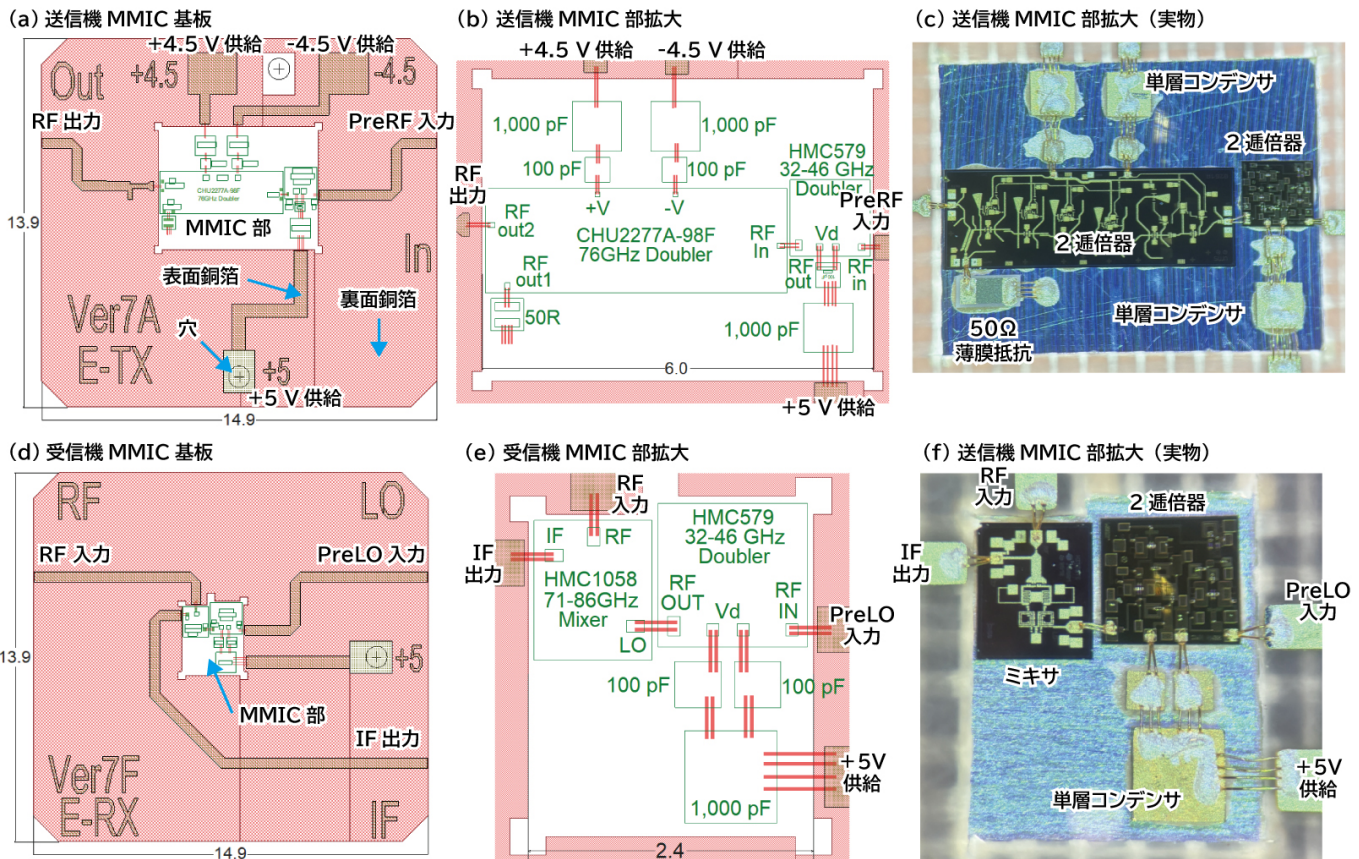 (a) 送信機 MMIC 基板
+4.5 V 供給
-4.5 V 供給
Out
+4.5
-4.5
RF 出力
PreRF 入力
CHU2277A-98F
76GHz Doubler
MMIC 部
13.9
In
表面銅箔
裏面銅箔
Ver7A
E-TX
穴
+5
+5 V 供給
14.9
(b) 送信機 MMIC 部拡大
+4.5 V 供給
-4.5 V 供給
1,000 pF
1,000 pF
100 pF
100 pF
HMC579
32-46 GHz
Doubler
RF
出力
PreRF
入力
+V
-V
RF
out2
CHU2277A-98F
76GHz Doubler
RF
In
Vd
RF
out
RF
in
RF
out1
50R
1,000 pF
6.0
+5 V 供給
(c) 送信機 MMIC 部拡大（実物）
単層コンデンサ
2逓倍器
2逓倍器
50Ω
薄膜抵抗
単層コンデンサ
(d) 受信機 MMIC 基板
RF
LO
RF 入力
PreLO 入力
13.9
+5
MMIC 部
IF 出力
Ver7F
E-RX
IF
14.9
(e) 受信機 MMIC 部拡大
RF
入力
IF
出力
IF
RF
HMC1058
71-86GHz
Mixer
LO
HMC579
32-46 GHz
Doubler
RF
OUT
Vd
RF
IN
PreLO
入力
100 pF
100 pF
1,000 pF
+5V
供給
2.4
(f) 送信機 MMIC 部拡大（実物）
RF
入力
2逓倍器
IF
出力
PreLO
入力
ミキサ
単層コンデンサ
+5V
供給